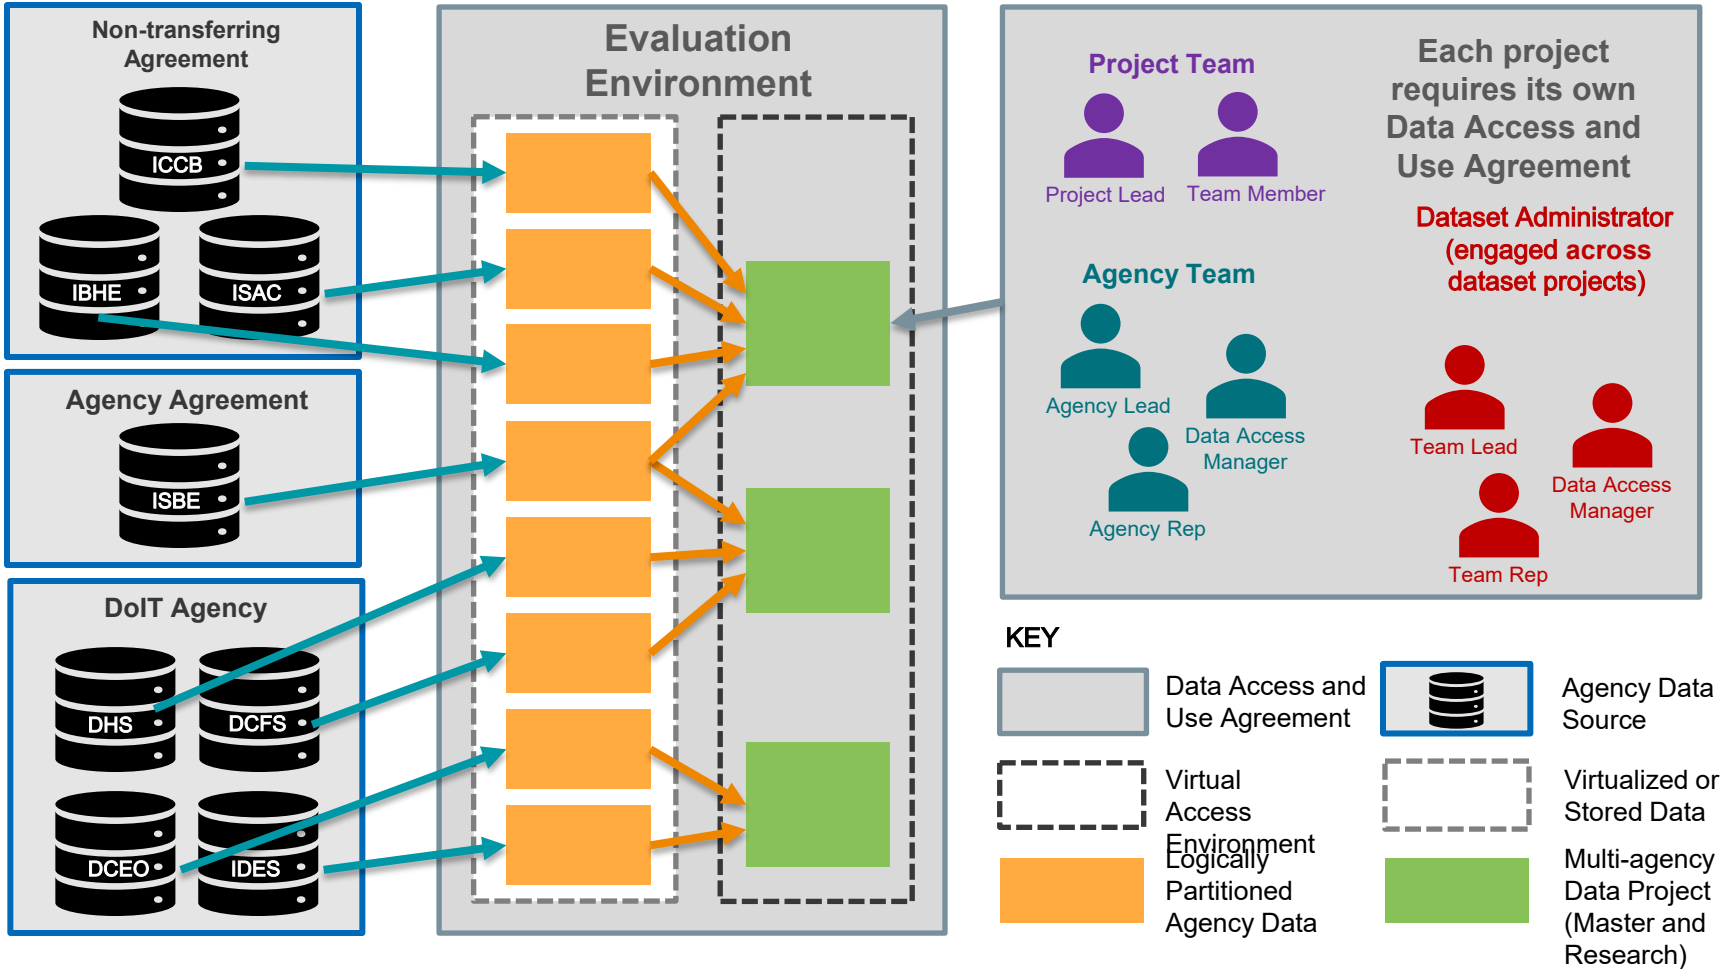 Non-transferring
Agreement
ICCB
IBHE
ISAC
Agency Agreement
ISBE
DoIT Agency
DHS
DCFS
DCEO
IDES
Evaluation
Environment
Each project
requires its own
Data Access and
Use Agreement
Project Team
Project Lead
Team Member
Dataset Administrator
(engaged across
dataset projects)
Agency Team
Agency Lead
Data Access
Manager
Agency Rep
Team Lead
Data Access
Manager
Team Rep
KEY
Data Access and
Use Agreement
Agency Data
Source
Virtual
Access
Environment
Virtualized or
Stored Data
Logically
Partitioned
Agency Data
Multi-agency
Data Project
(Master and
Research)